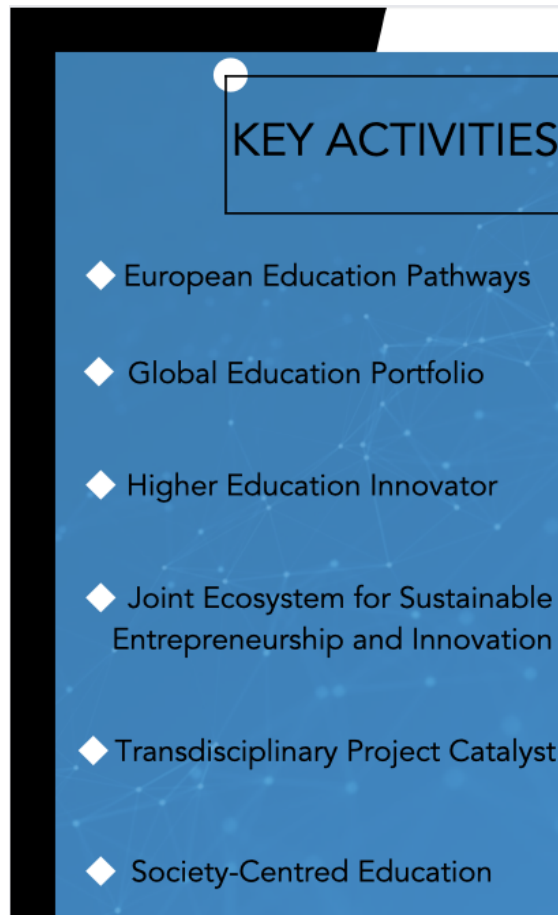 KEY ACTIVITIES
European Education Pathways
Global Education Portfolio
Higher Education Innovator
Joint Ecosystem for Sustainable
Entrepreneurship and Innovation
Transdisciplinary Project Catalyst
Society-Centred Education